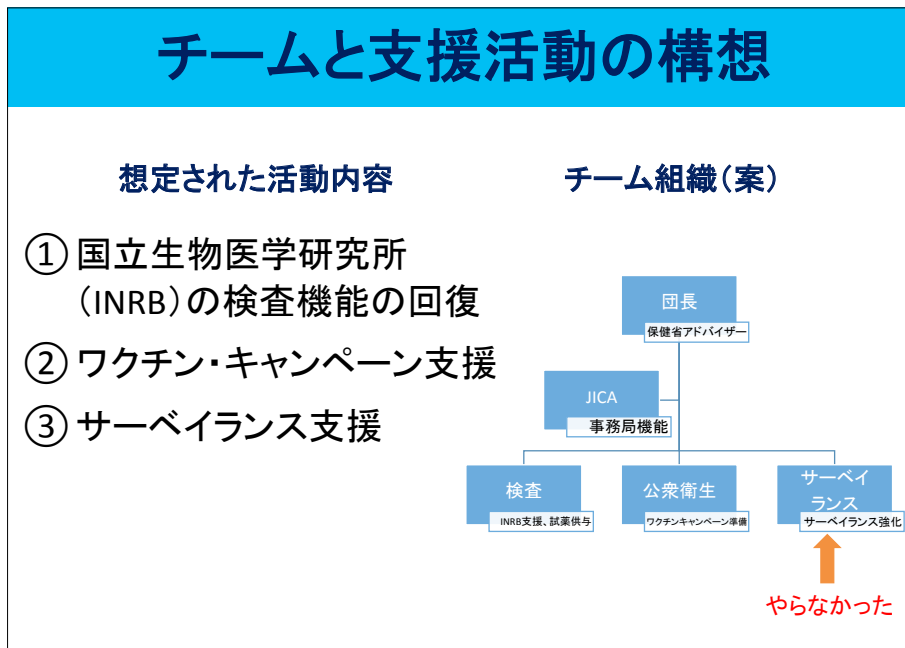 チームと支援活動の構想
想定された活動内容
① 国立生物医学研究所
（INRB）の検査機能の回復
② ワクチン・キャンペーン支援
③ サーベイランス支援
チーム組織（案）
団長
保健省アドバイザー
JICA
事務局機能
検査
INRB支援、試薬供与
公衆衛生
ワクチンキャンペーン準備
サーベイ
ランス
サーベイランス強化
やらなかった